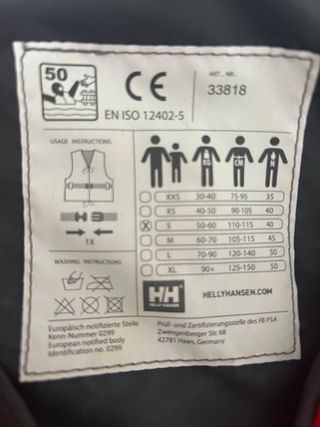 50
CE
ART. NR.
33818
EN ISO 12402-5
USAGE INSTRUCTIONS
KG
CM
N
XXS 30-40 75-95 35
XS 40-50 90-105 40
X S 50-60 110-115 40
M 60-70 105-115 45
L 70-90 120-140 50
XL 90+ 125-150 50
1X
WASHING INSTRUCTIONS
HH
HELLYHANSEN.COM
Europäisch notifizierte Stelle
Kenn-Nummer 0299
European notified body
Identification no. 0299
Prüf- und Zertifizierungsstelle des FB PSA
Zwengenberger Str. 68
42781 Haan, Germany